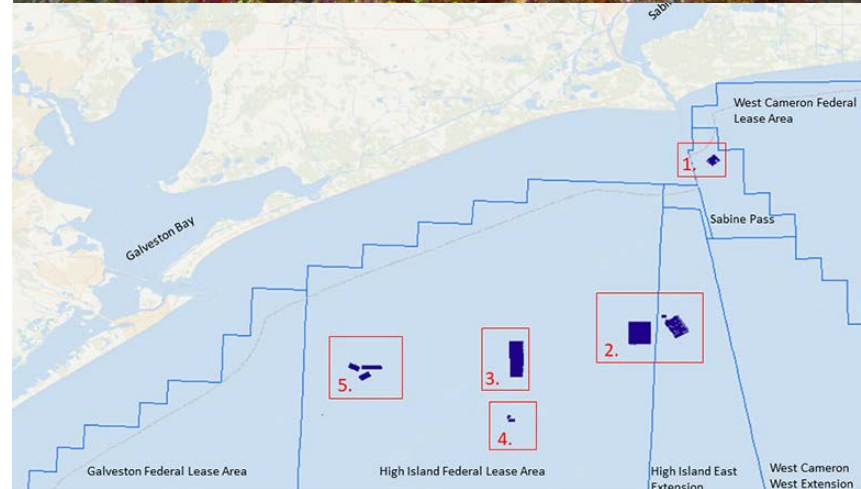 Sabin
West Cameron Federal
Lease Area
1.
Sabine Pass
Galveston Bay
2.
3.
5.
4.
Galveston Federal Lease Area
High Island Federal Lease Area
High Island East
Extension
West Cameron
West Extension